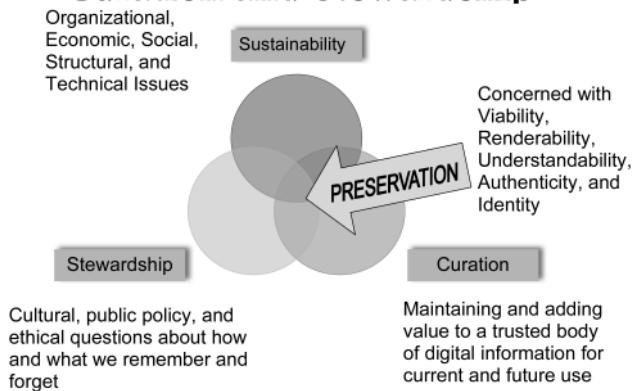 Organizational,
Economic, Social,
Structural, and
Technical Issues
Sustainability
Concerned with
Viability,
Renderability,
Understandability,
Authenticity, and
Identity
PRESERVATION
Stewardship
Curation
Cultural, public policy, and
ethical questions about how
and what we remember and
forget
Maintaining and adding
value to a trusted body
of digital information for
current and future use